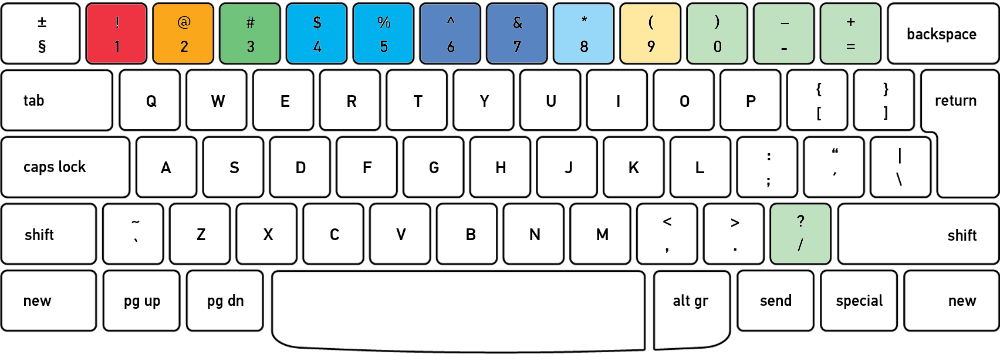 ± ! @ # $ % ^ & * ( ) – +
§ 1 2 3 4 5 6 7 8 9 0 - = backspace
tab Q W E R T Y U I O P { } return
[ ]
caps lock A S D F G H J K L : “ |
; ´ \
shift ~ Z X C V B N M < > ? shift
` , . /
new pg up pg dn alt gr send special new